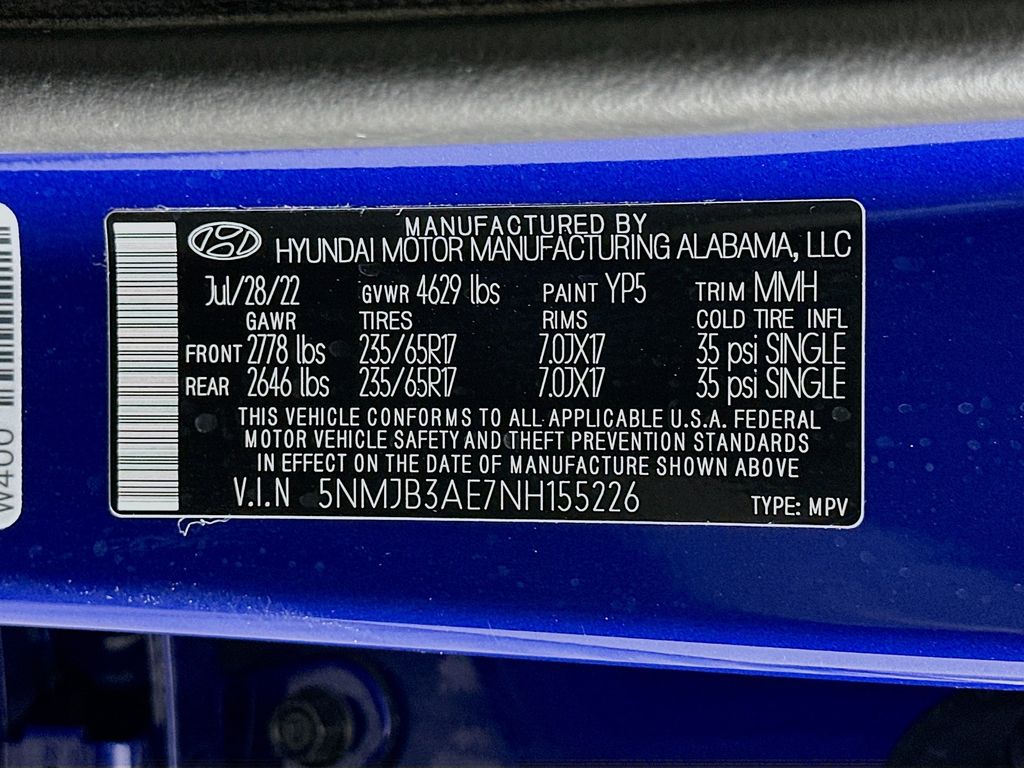 MANUFACTURED BY
HYUNDAI MOTOR MANUFACTURING ALABAMA, LLC
Jul/28/22 GVWR 4629 lbs PAINT YP5 TRIM MMH
GAWR TIRES RIMS COLD TIRE INFL
FRONT 2778 lbs 235/65R17 7.0JX17 35 psi SINGLE
REAR 2646 lbs 235/65R17 7.0JX17 35 psi SINGLE
THIS VEHICLE CONFORMS TO ALL APPLICABLE U.S.A. FEDERAL
MOTOR VEHICLE SAFETY AND THEFT PREVENTION STANDARDS
IN EFFECT ON THE DATE OF MANUFACTURE SHOWN ABOVE
V.I.N 5NMJB3AE7NH155226 TYPE: MPV
W400